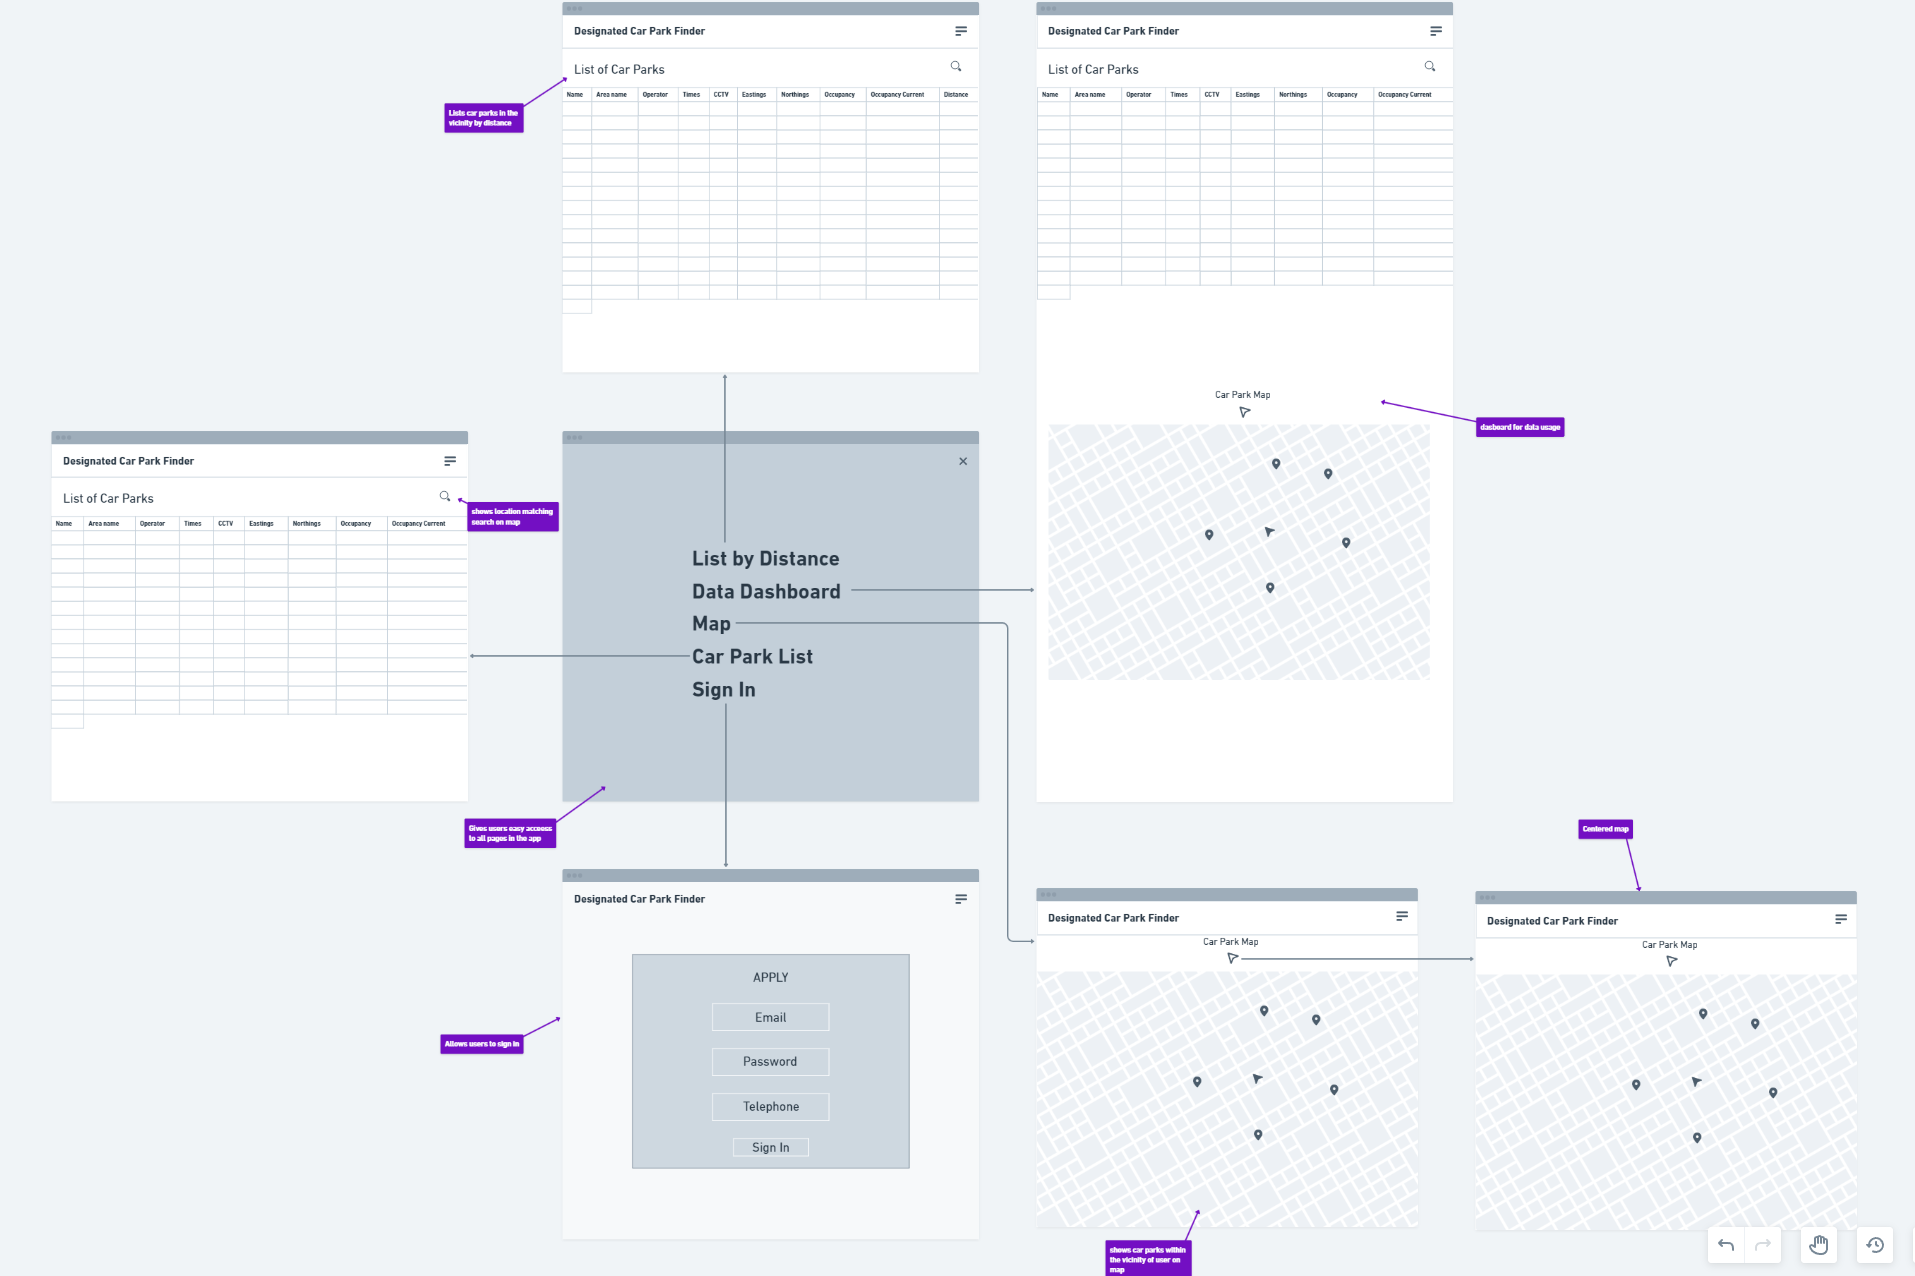 Designated Car Park Finder
List of Car Parks
Name Area name Operator Times CCTV Eastings Northings Occupancy Occupancy Current Distance
Lists car parks in the
vicinity by distance
Designated Car Park Finder
List of Car Parks
Name Area name Operator Times CCTV Eastings Northings Occupancy Occupancy Current
Car Park Map
dasboard for data usage
Designated Car Park Finder
List of Car Parks
Name Area name Operator Times CCTV Eastings Northings Occupancy Occupancy Current
shows location matching
search on map
List by Distance
Data Dashboard
Map
Car Park List
Sign In
Gives users easy access
to all pages in the app
Designated Car Park Finder
APPLY
Email
Password
Telephone
Sign In
Allows users to sign in
Designated Car Park Finder
Car Park Map
shows car parks within
the vicinity of user on
map
Centered map
Designated Car Park Finder
Car Park Map